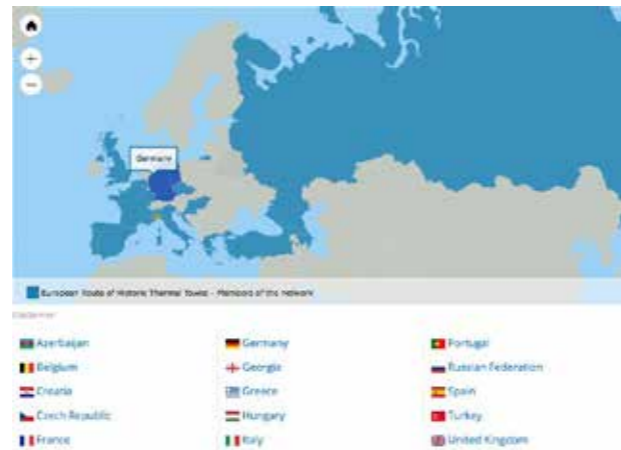 Germany
European Route of Historic Thermal Towns - Members of the network
Disclaimer
Azerbaijan
Belgium
Croatia
Czech Republic
France
Germany
Georgia
Greece
Hungary
Italy
Portugal
Russian Federation
Spain
Turkey
United Kingdom